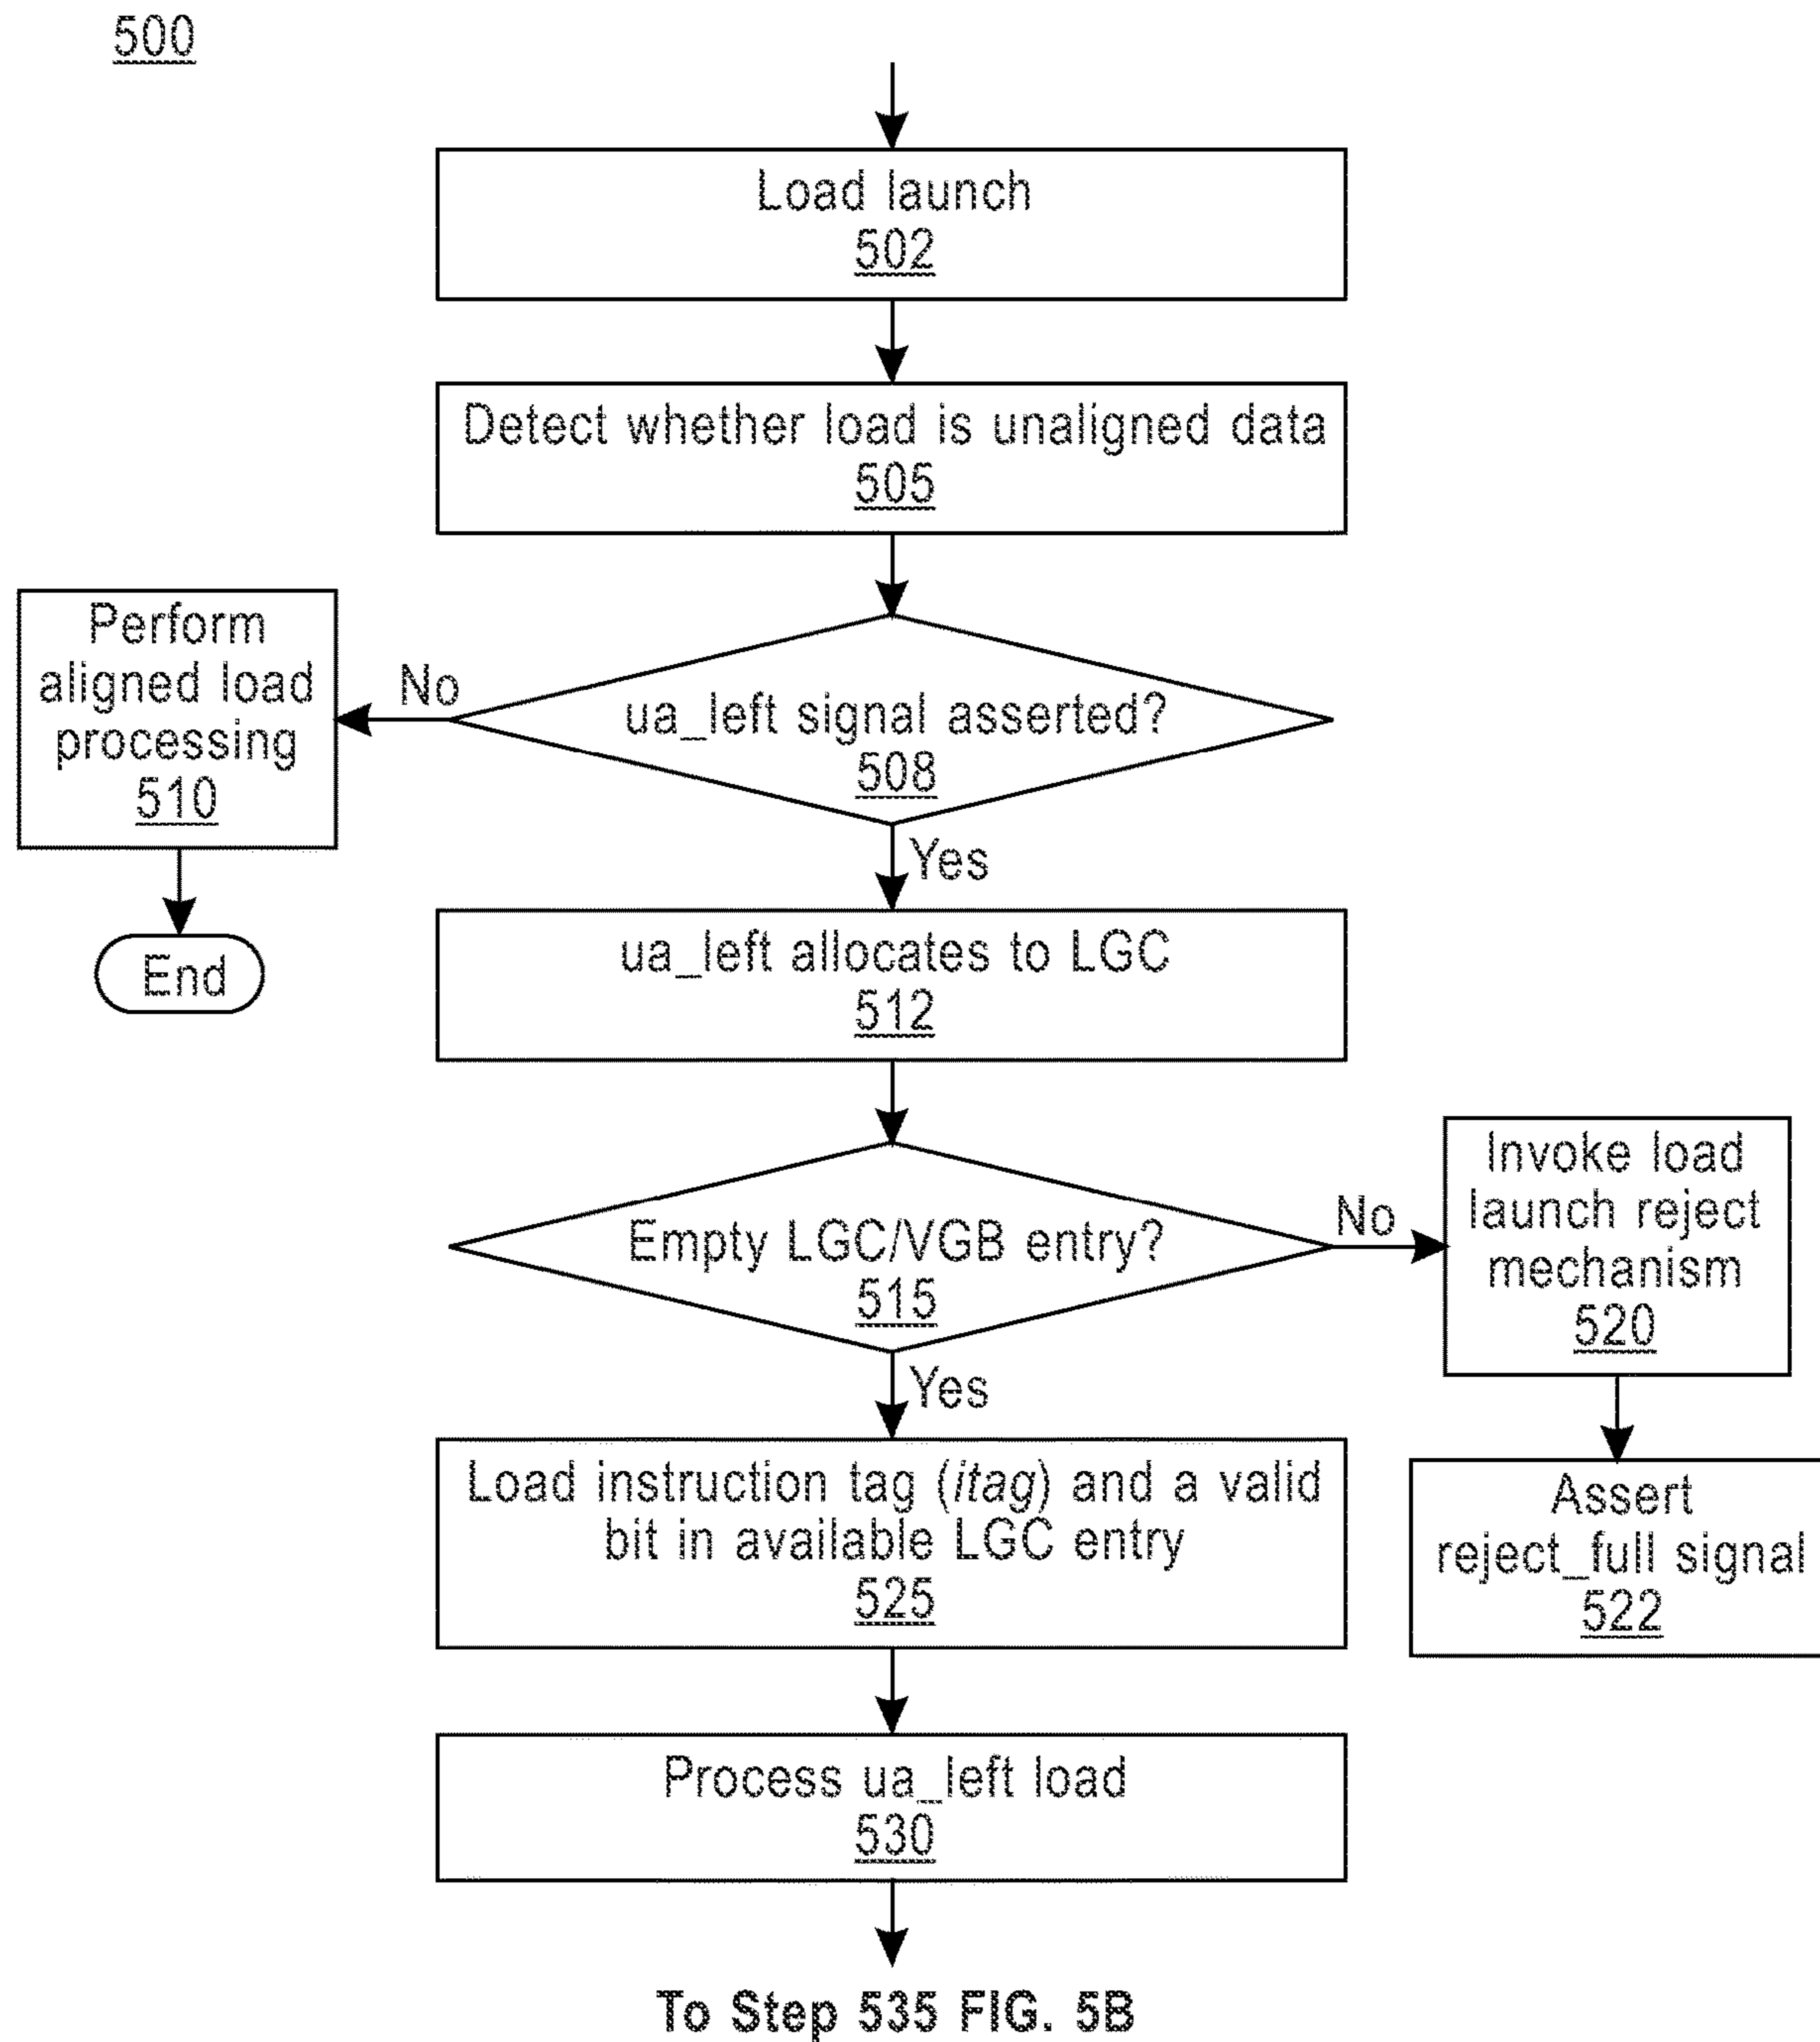 500
Load launch
502
Detect whether load is unaligned data
505
Perform
aligned load
processing
510
No
ua_left signal asserted?
508
Yes
End
ua_left allocates to LGC
512
Empty LGC/VGB entry?
515
No
Invoke load
launch reject
mechanism
520
Yes
Load instruction tag (itag) and a valid
bit in available LGC entry
525
Assert
reject_full signal
522
Process ua_left load
530
To Step 535 FIG. 5B